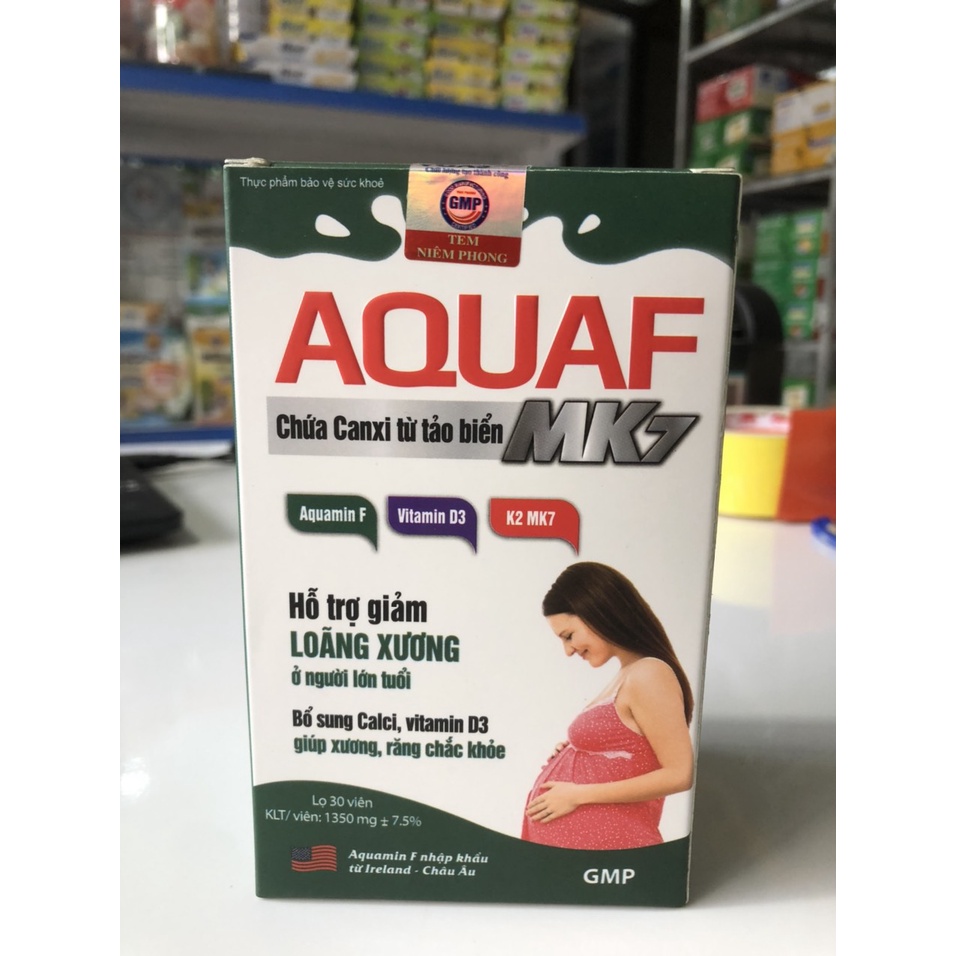 Thực phẩm bảo vệ sức khoẻ
GMP
TEM
NIÊM PHONG
AQUAF
Chứa Canxi từ tảo biển MK7
Aquamin F
Vitamin D3
K2 MK7
Hỗ trợ giảm
LOÃNG XƯƠNG
ở người lớn tuổi
Bổ sung Calci, vitamin D3
giúp xương, răng chắc khỏe
Lọ 30 viên
KLT/ viên: 1350 mg ± 7.5%
Aquamin F nhập khẩu
từ Ireland - Châu Âu
GMP